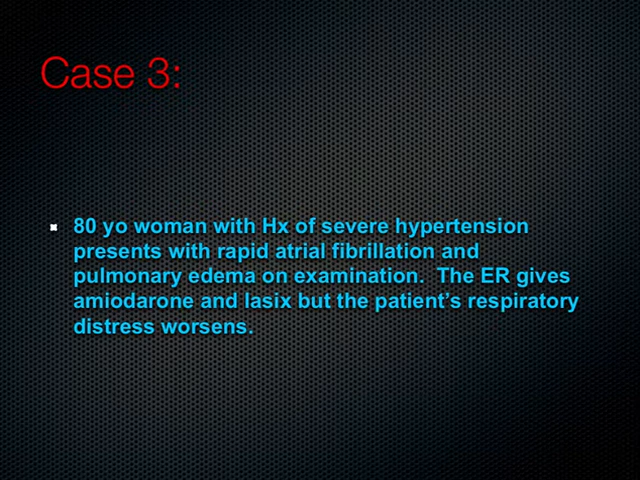 Case 3:
80 yo woman with Hx of severe hypertension
presents with rapid atrial fibrillation and
pulmonary edema on examination.  The ER gives
amiodarone and lasix but the patient’s respiratory
distress worsens.